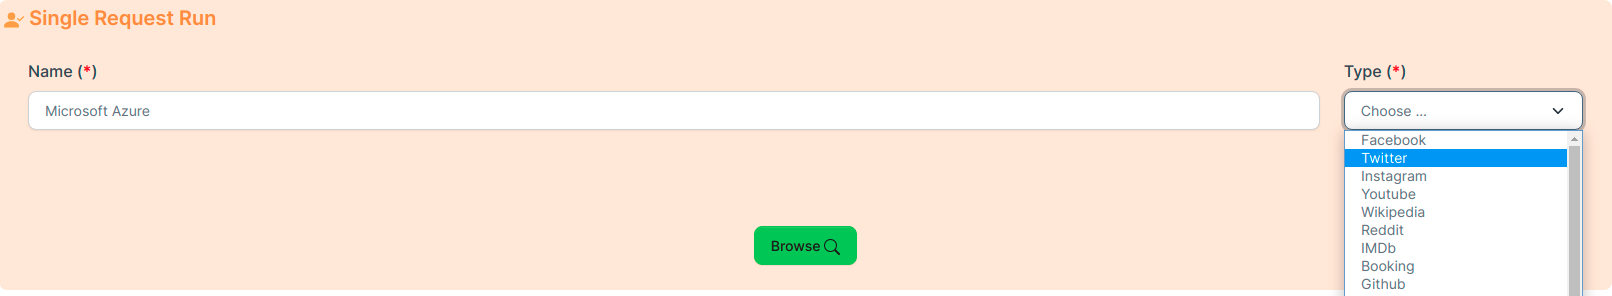 Single Request Run
Name (*)
Type (*)
Microsoft Azure
Choose ...
Facebook
Twitter
Instagram
Youtube
Wikipedia
Reddit
IMDb
Booking
Github
Browse